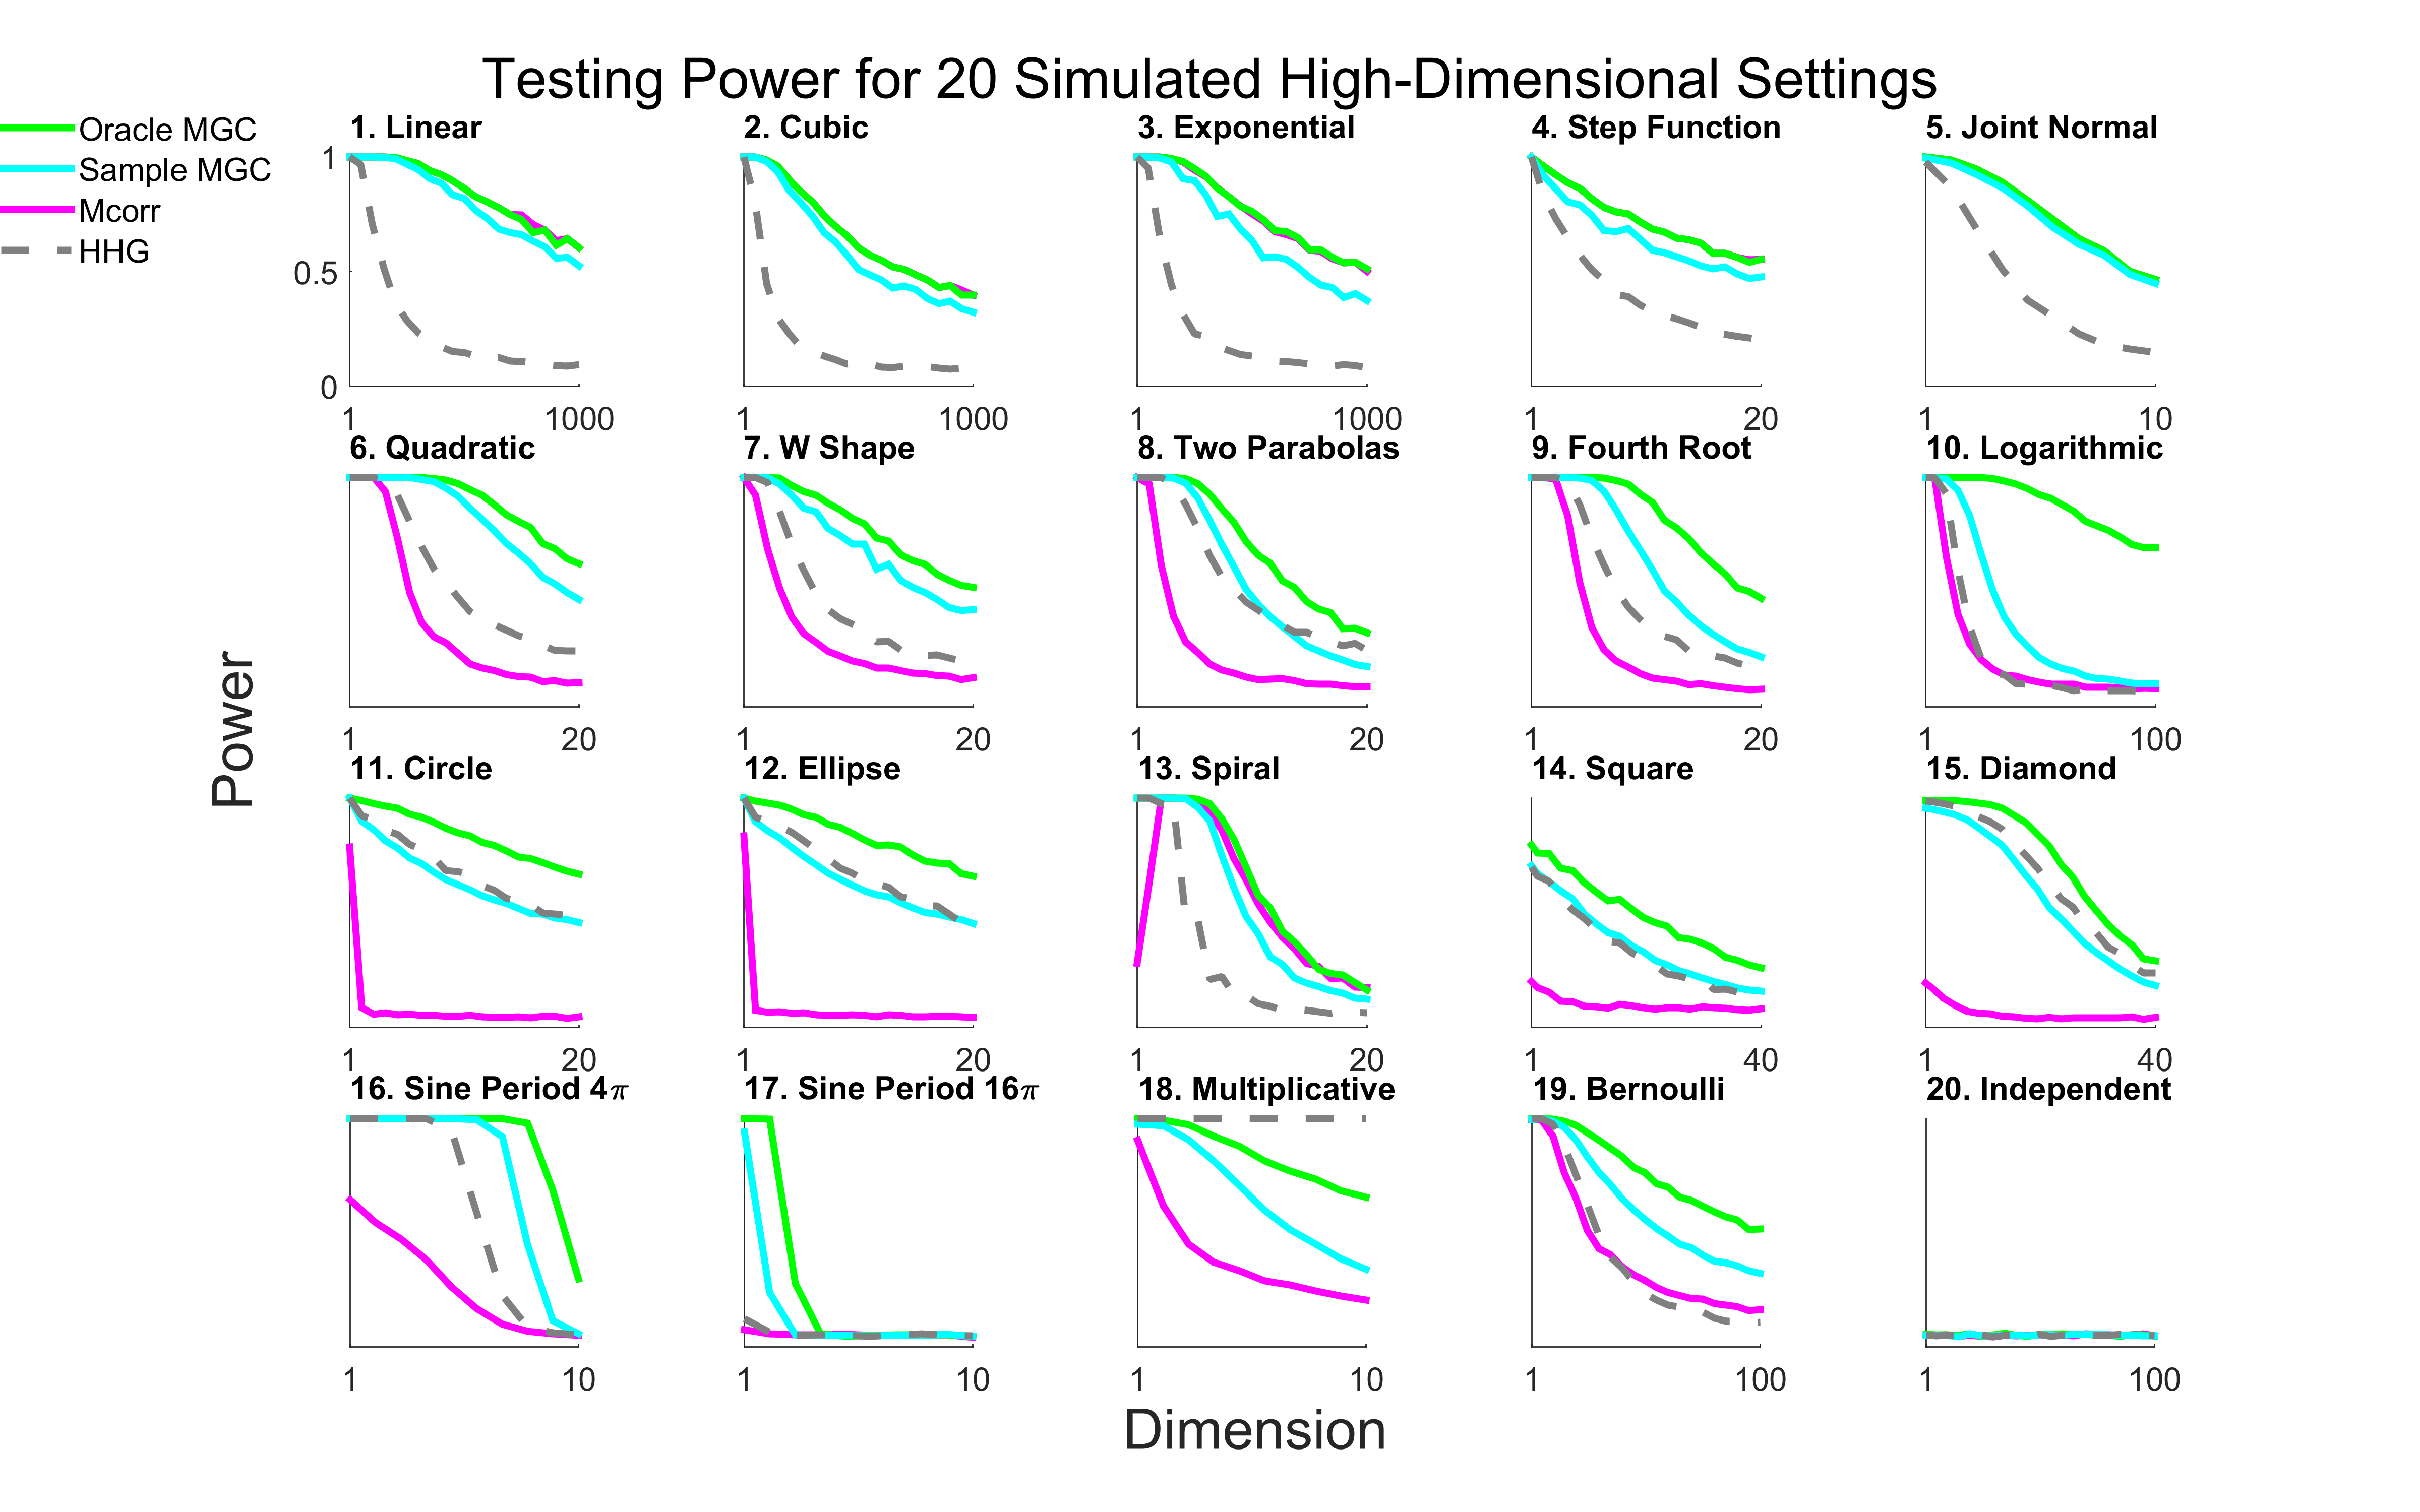 Testing Power for 20 Simulated High-Dimensional Settings
Oracle MGC
Sample MGC
Mcorr
HHG
1. Linear
2. Cubic
3. Exponential
4. Step Function
5. Joint Normal
1
0.5
0
1 1000
1 1000
1 1000
1 20
1 10
6. Quadratic
7. W Shape
8. Two Parabolas
9. Fourth Root
10. Logarithmic
1 20
1 20
1 20
1 20
1 100
Power
11. Circle
12. Ellipse
13. Spiral
14. Square
15. Diamond
1 20
1 20
1 20
1 40
1 40
16. Sine Period 4π
17. Sine Period 16π
18. Multiplicative
19. Bernoulli
20. Independent
1 10
1 10
1 10
1 100
1 100
Dimension